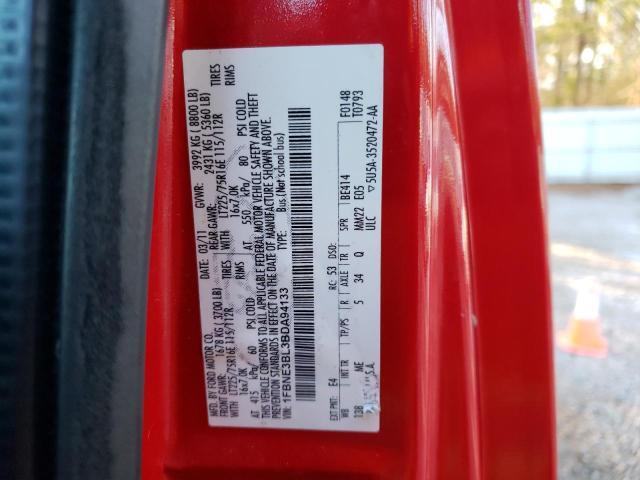 MFD. BY FORD MOTOR CO.
DATE: 03/11 GVWR: 3992 KG ( 8800 LB)
FRONT GAWR: 1678 KG ( 3700 LB) REAR GAWR: 2431 KG ( 5360 LB)
WITH LT225/75R16E 115/112R TIRES WITH LT225/75R16E 115/112R TIRES
16x7.0K RIMS 16x7.0K RIMS
AT 415 kPa/ 60 PSI COLD AT 550 kPa/ 80 PSI COLD
THIS VEHICLE CONFORMS TO ALL APPLICABLE FEDERAL MOTOR VEHICLE SAFETY AND THEFT
PREVENTION STANDARDS IN EFFECT ON THE DATE OF MANUFACTURE SHOWN ABOVE.
VIN: 1FBNE3BL3BDA94133 TYPE: Bus (Not school bus)
F0148
T0793
EXT PNT: E4 RC: 53 DSO: BE414
WB INT TR TP/PS R AXLE TR SPR
138 ME 5 34 Q MM22 E05
U.S.A. ULC 5U5A-3520472-AA